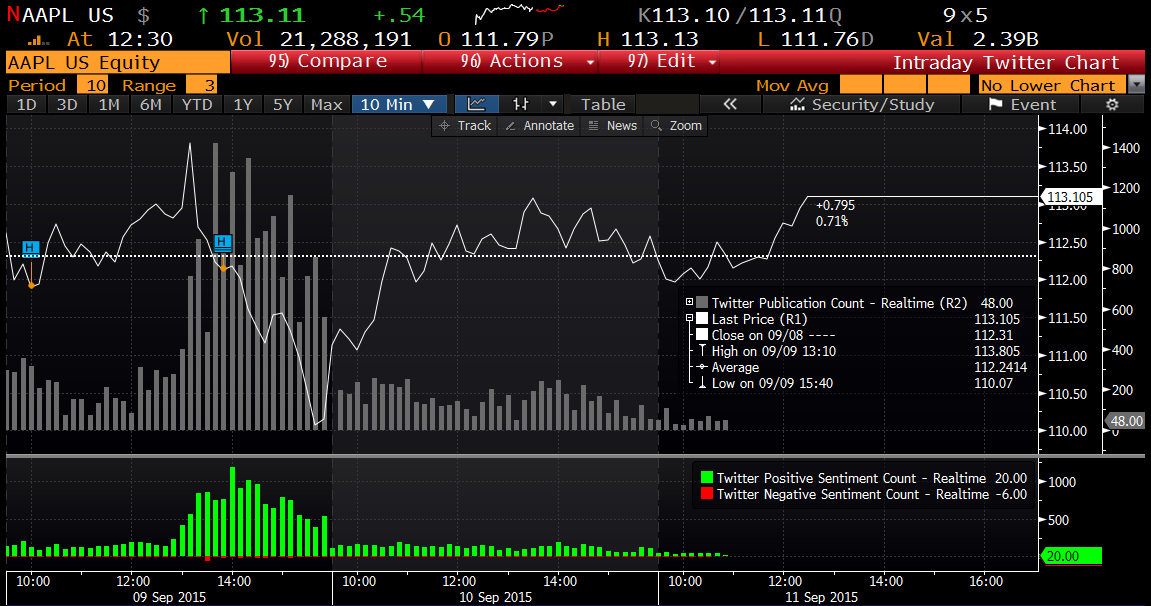 NAAPL US $ ↑ 113.11 +.54 K113.10 /113.11Q 9x5
At 12:30 Vol 21,288,191 O 111.79P H 113.13 L 111.76D Val 2.39B
AAPL US Equity 95) Compare 96) Actions 97) Edit Intraday Twitter Chart
Period 10 Range 3 Mov Avg No Lower Chart
1D 3D 1M 6M YTD 1Y 5Y Max 10 Min ▼ Table « Security/Study Event
Track Annotate News Zoom
114.00
1400
113.50
1200
113.105
113.00
+0.795
0.71%
H
H
1000
112.50
112.00
800
Twitter Publication Count - Realtime (R2) 48.00
600
Last Price (R1) 113.105
111.50
Close on 09/08 ---- 112.31
High on 09/09 13:10 113.805
111.00
400
Average 112.2414
Low on 09/09 15:40 110.07
110.50
200
48.00
110.00
0
Twitter Positive Sentiment Count - Realtime 20.00
1000
Twitter Negative Sentiment Count - Realtime -6.00
500
20.00
10:00 12:00 14:00 10:00 12:00 14:00 10:00 12:00 14:00 16:00
09 Sep 2015 10 Sep 2015 11 Sep 2015